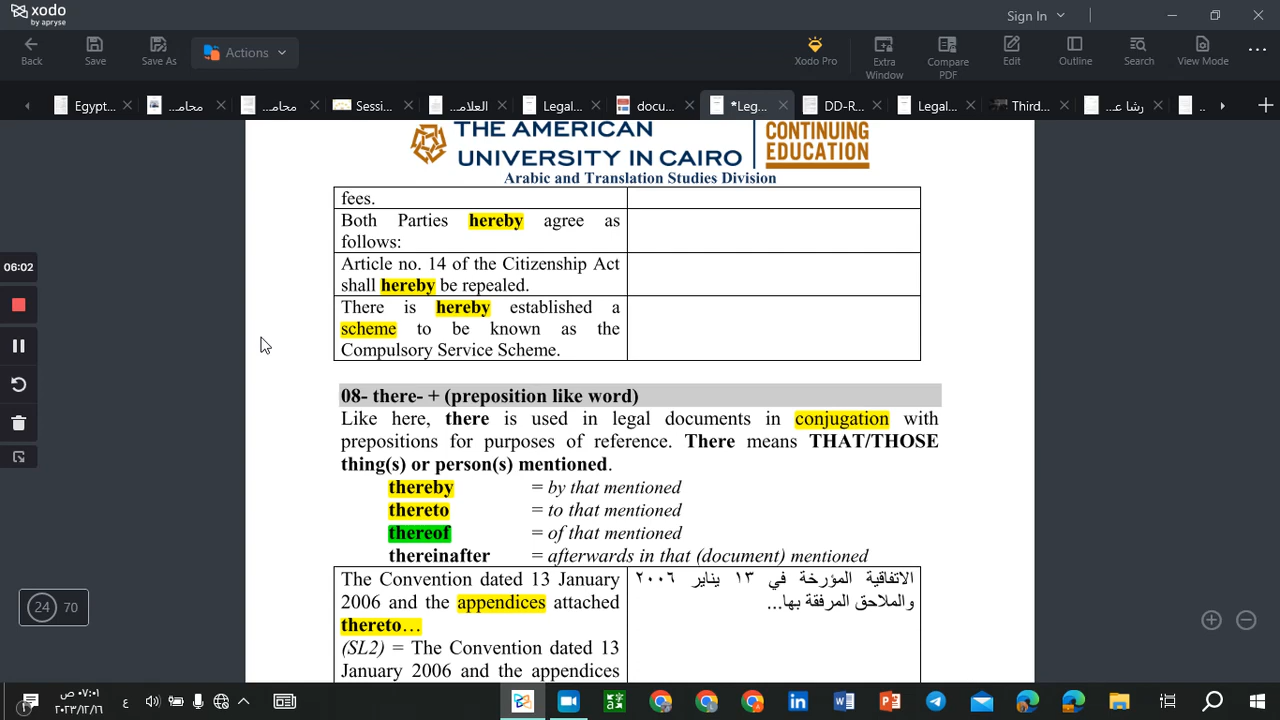 xodo
by apryse
Sign In
Back
Save
Save As
Actions
Xodo Pro
Extra
Window
Compare
PDF
Edit
Outline
Search
View Mode
Egypt...
محام...
محام...
Sessi...
العلام...
Legal...
docu...
*Leg...
DD-R...
Legal...
Third...
رشا ع...
THE AMERICAN
UNIVERSITY IN CAIRO
CONTINUING
EDUCATION
Arabic and Translation Studies Division
fees.
Both Parties hereby agree as
follows:
Article no. 14 of the Citizenship Act
shall hereby be repealed.
There is hereby established a
scheme to be known as the
Compulsory Service Scheme.
06:02
08- there- + (preposition like word)
Like here, there is used in legal documents in conjugation with
prepositions for purposes of reference. There means THAT/THOSE
thing(s) or person(s) mentioned.
thereby = by that mentioned
thereto = to that mentioned
thereof = of that mentioned
thereinafter = afterwards in that (document) mentioned
The Convention dated 13 January
2006 and the appendices attached
thereto…
(SL2) = The Convention dated 13
January 2006 and the appendices
الاتفاقية المؤرخة في ١٣ يناير ٢٠٠٦
والملاحق المرفقة بها...
24 70
ع
٠٧:٠١ ص
٢٠٢٣/١٢/١٦